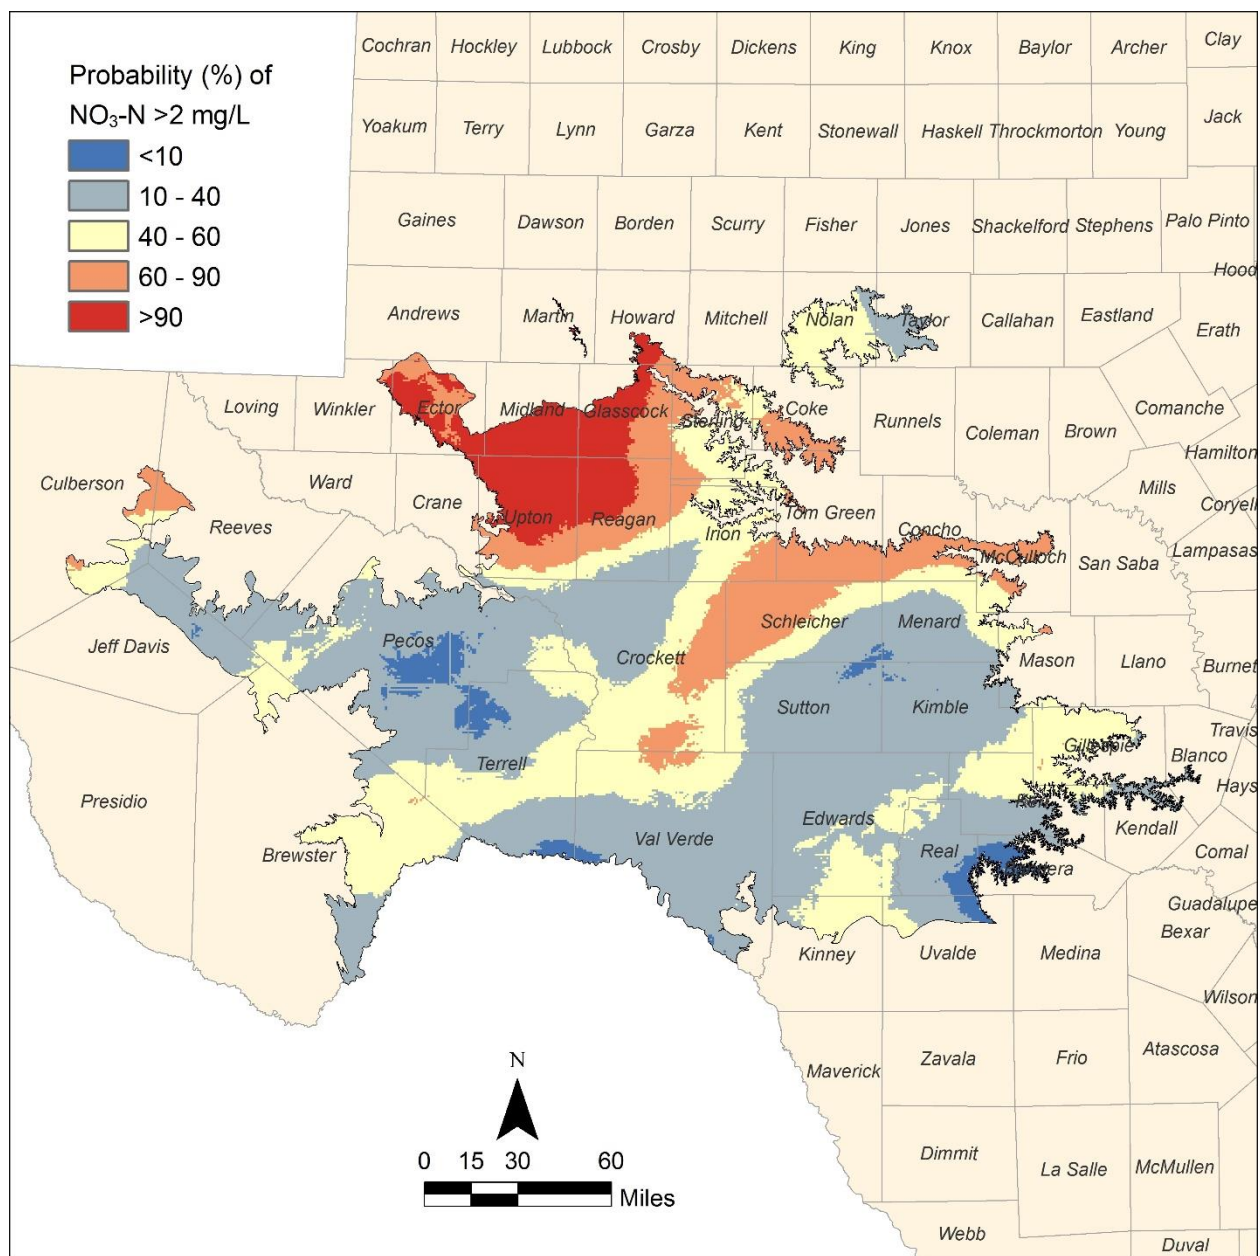 Cochran Hockley Lubbock Crosby Dickens King Knox Baylor Archer Clay
Probability (%) of
NO₃-N >2 mg/L
<10
10 - 40
40 - 60
60 - 90
>90
Yoakum Terry Lynn Garza Kent Stonewall Haskell Throckmorton Young Jack
Gaines Dawson Borden Scurry Fisher Jones Shackelford Stephens Palo Pinto
Hood
Andrews Martin Howard Mitchell Nolan Taylor Callahan Eastland Erath
Loving Winkler Ector Midland Glasscock Sterling Coke Runnels Coleman Brown Comanche
Hamilton
Culberson Reeves Ward Crane Upton Reagan Irion Tom Green Concho McCulloch San Saba Mills Coryell
Lampasas
Jeff Davis Pecos Crockett Schleicher Menard Mason Llano Burnet
Sutton Kimble Gillespie Travis
Blanco
Hays
Presidio Terrell Kendall
Brewster Val Verde Edwards Real Comal
Guadalupe
Bexar
Kinney Uvalde Medina Wilson
Maverick Zavala Frio Atascosa
Dimmit La Salle McMullen
Webb Duval
N
0 15 30 60
Miles